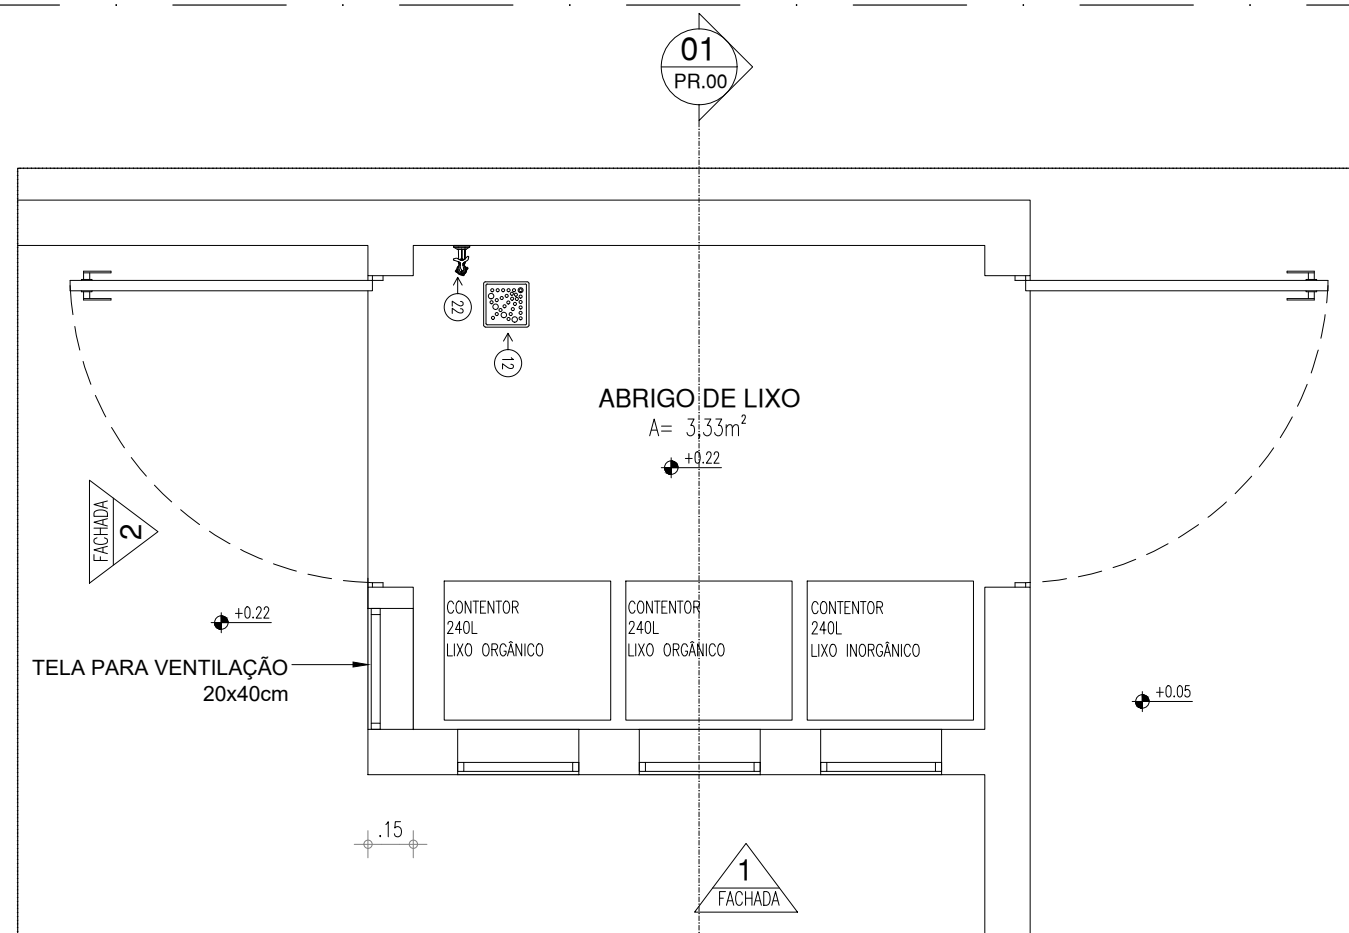 01
PR.00
22
12
ABRIGO DE LIXO
A= 3,33m²
+0.22
FACHADA
2
+0.22
TELA PARA VENTILAÇÃO
20x40cm
CONTENTOR
240L
LIXO ORGÂNICO
CONTENTOR
240L
LIXO ORGÂNICO
CONTENTOR
240L
LIXO INORGÂNICO
+0.05
.15
1
FACHADA